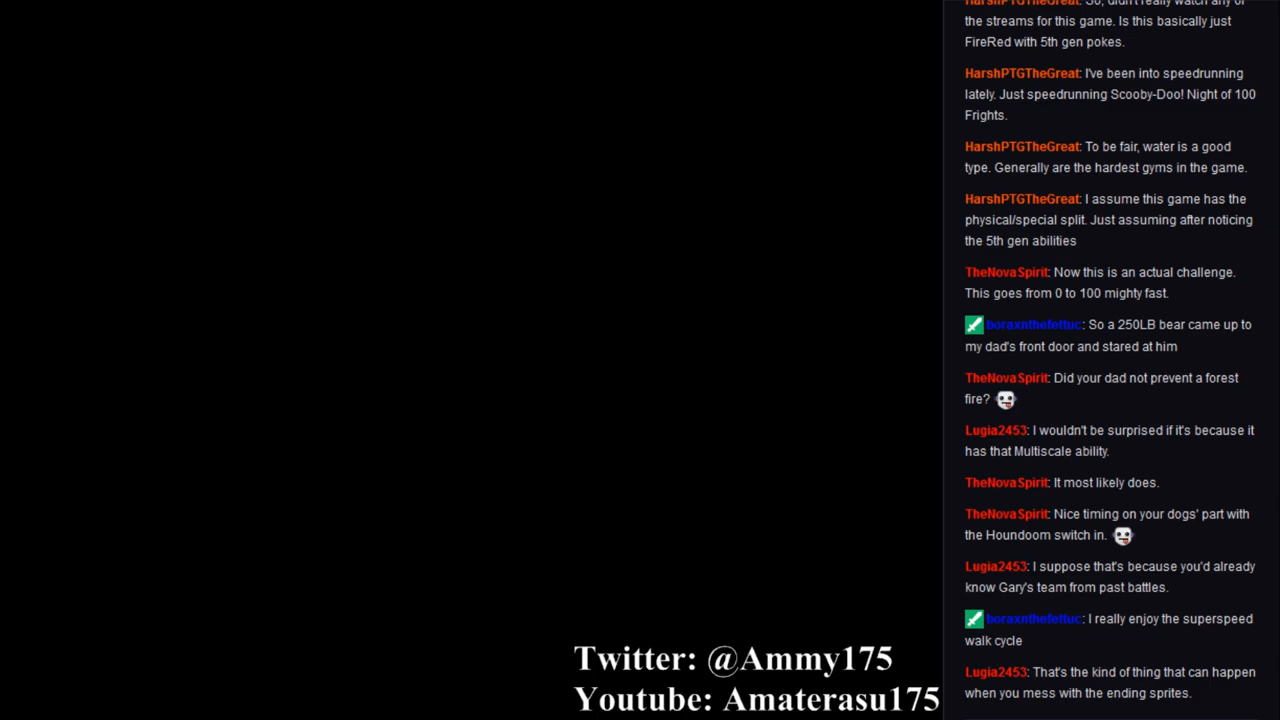 HarshPTGTheGreat: So, didn't really watch any of
the streams for this game. Is this basically just
FireRed with 5th gen pokes.
HarshPTGTheGreat: I've been into speedrunning
lately. Just speedrunning Scooby-Doo! Night of 100
Frights.
HarshPTGTheGreat: To be fair, water is a good
type. Generally are the hardest gyms in the game.
HarshPTGTheGreat: I assume this game has the
physical/special split. Just assuming after noticing
the 5th gen abilities
TheNovaSpirit: Now this is an actual challenge.
This goes from 0 to 100 mighty fast.
boraxnthefettuc: So a 250LB bear came up to
my dad's front door and stared at him
TheNovaSpirit: Did your dad not prevent a forest
fire?
Lugia2453: I wouldn't be surprised if it's because it
has that Multiscale ability.
TheNovaSpirit: It most likely does.
TheNovaSpirit: Nice timing on your dogs' part with
the Houndoom switch in.
Lugia2453: I suppose that's because you'd already
know Gary's team from past battles.
boraxnthefettuc: I really enjoy the superspeed
walk cycle
Lugia2453: That's the kind of thing that can happen
when you mess with the ending sprites.
Twitter: @Ammy175
Youtube: Amaterasu175